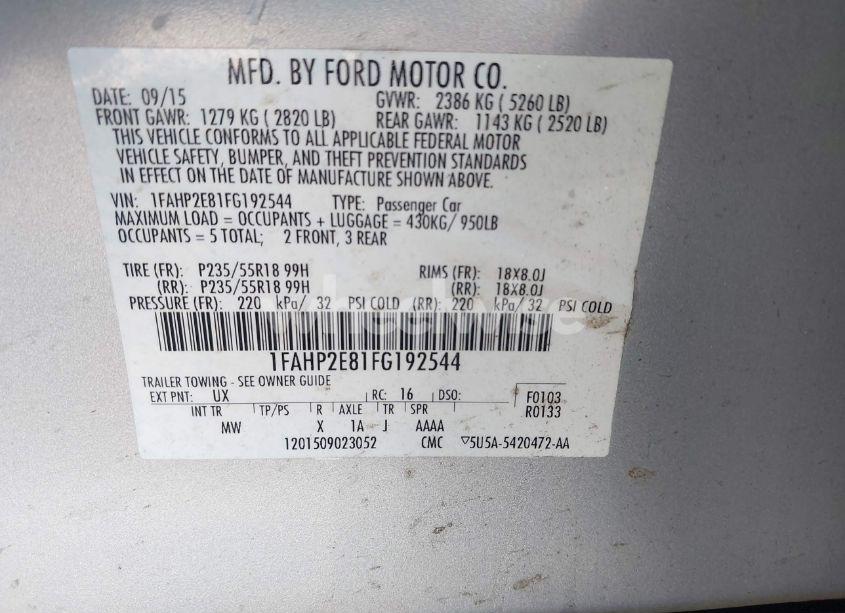 MFD. BY FORD MOTOR CO.
DATE: 09/15 GVWR: 2386 KG ( 5260 LB)
FRONT GAWR: 1279 KG ( 2820 LB) REAR GAWR: 1143 KG ( 2520 LB)
THIS VEHICLE CONFORMS TO ALL APPLICABLE FEDERAL MOTOR
VEHICLE SAFETY, BUMPER, AND THEFT PREVENTION STANDARDS
IN EFFECT ON THE DATE OF MANUFACTURE SHOWN ABOVE.
VIN: 1FAHP2E81FG192544 TYPE: Passenger Car
MAXIMUM LOAD = OCCUPANTS + LUGGAGE = 430KG/ 950LB
OCCUPANTS = 5 TOTAL; 2 FRONT, 3 REAR
TIRE (FR): P235/55R18 99H RIMS (FR): 18X8.0J
(RR): P235/55R18 99H (RR): 18X8.0J
PRESSURE (FR): 220 kPa/ 32 PSI COLD (RR): 220 kPa/ 32 PSI COLD
1FAHP2E81FG192544
TRAILER TOWING - SEE OWNER GUIDE
EXT PNT: UX RC: 16 DSO: F0103
INT TR TP/PS R AXLE TR SPR R0133
MW X 1A J AAAA
1201509023052 CMC ▽5U5A-5420472-AA